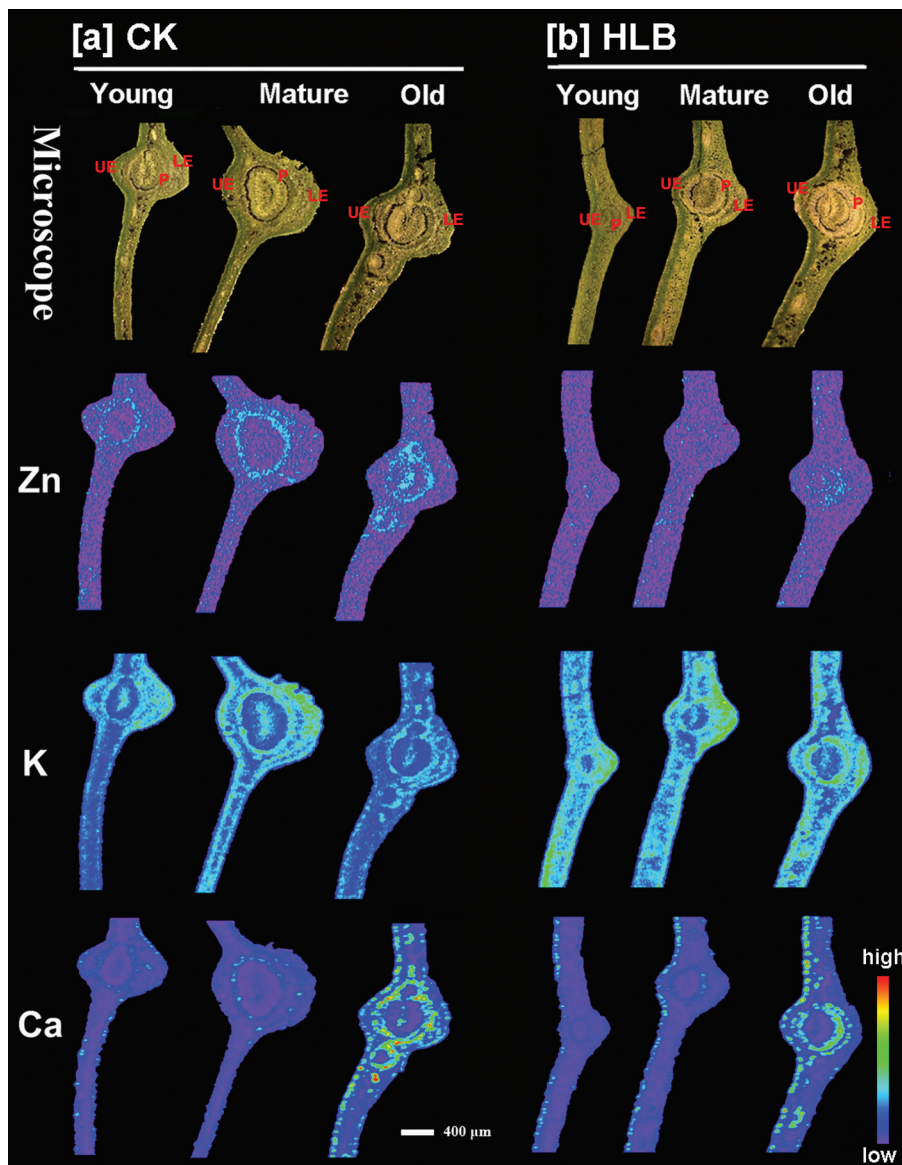 [a] CK
[b] HLB
Young Mature Old
Young Mature Old
Microscope
UE P LE
UE P LE
UE LE
UE P LE
UE P LE
UE P LE
Zn
K
Ca
high
low
400 μm